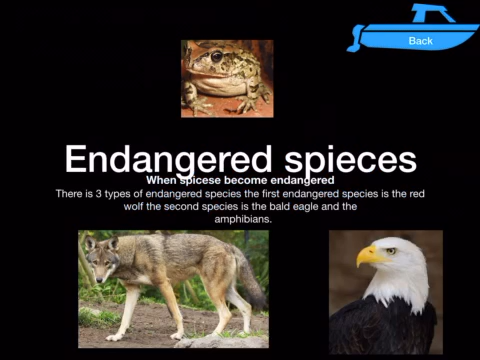 Back
Endangered spieces
When spicese become endangered
There is 3 types of endangered species the first endangered species is the red
wolf the second species is the bald eagle and the
amphibians.